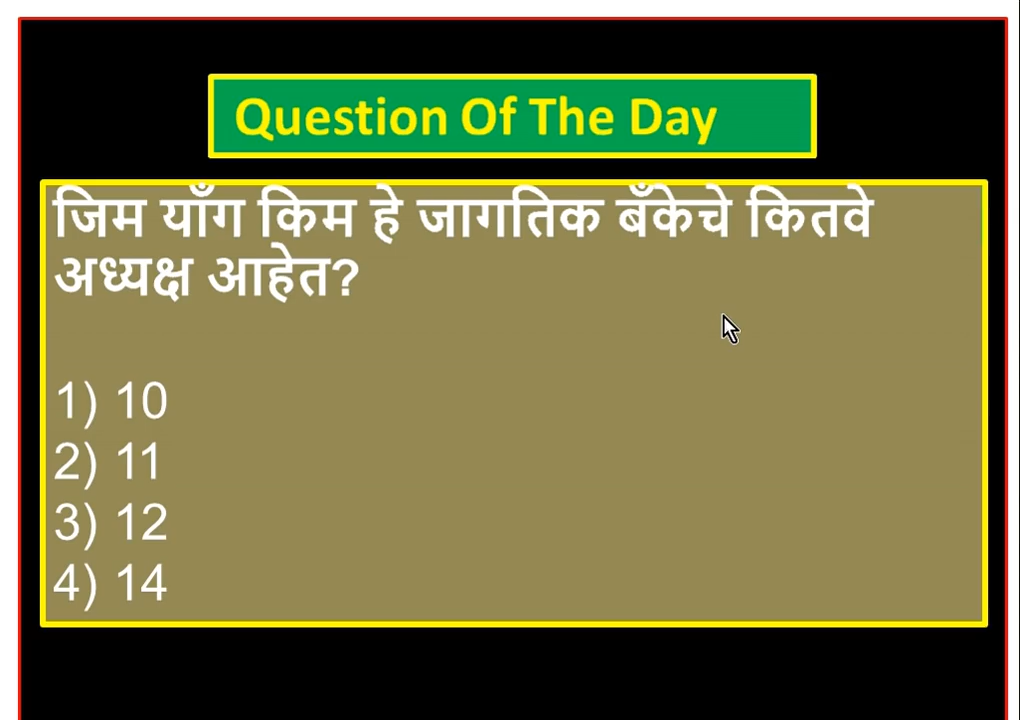 Question Of The Day
जिम याँग किम हे जागतिक बँकेचे कितवे
अध्यक्ष आहेत?
1) 10
2) 11
3) 12
4) 14